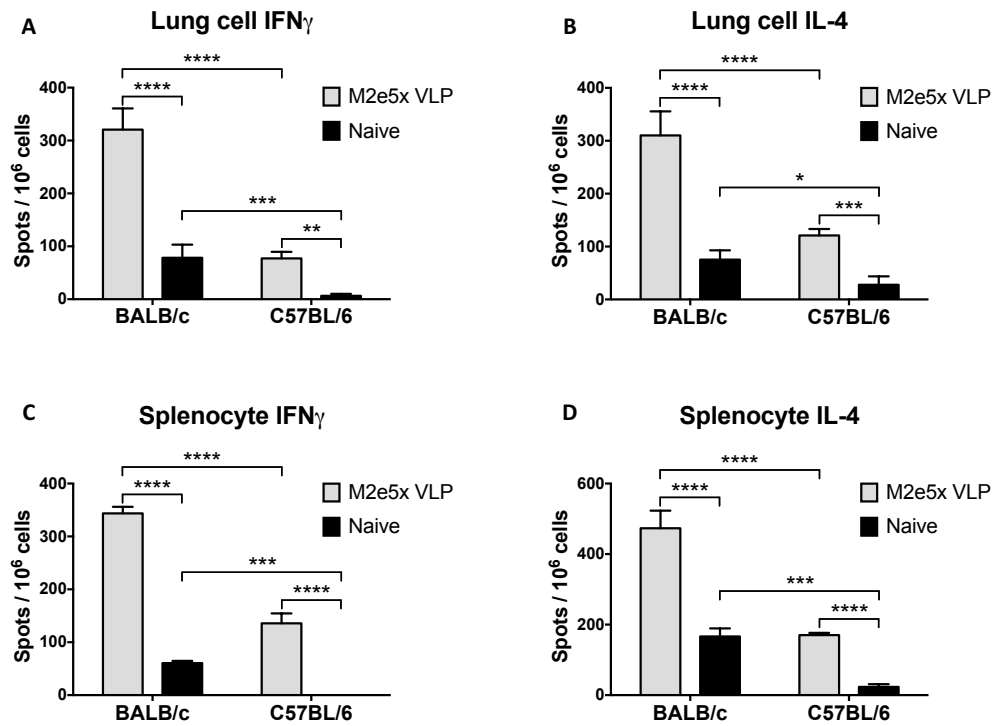 A
Lung cell IFNγ
****
****
***
**
M2e5x VLP
Naive
Spots / 10⁶ cells
400
300
200
100
0
BALB/c
C57BL/6
B
Lung cell IL-4
****
****
*
***
M2e5x VLP
Naive
Spots / 10⁶ cells
400
300
200
100
0
BALB/c
C57BL/6
C
Splenocyte IFNγ
****
****
***
****
M2e5x VLP
Naive
Spots / 10⁶ cells
400
300
200
100
0
BALB/c
C57BL/6
D
Splenocyte IL-4
****
****
***
****
M2e5x VLP
Naive
Spots / 10⁶ cells
600
400
200
0
BALB/c
C57BL/6